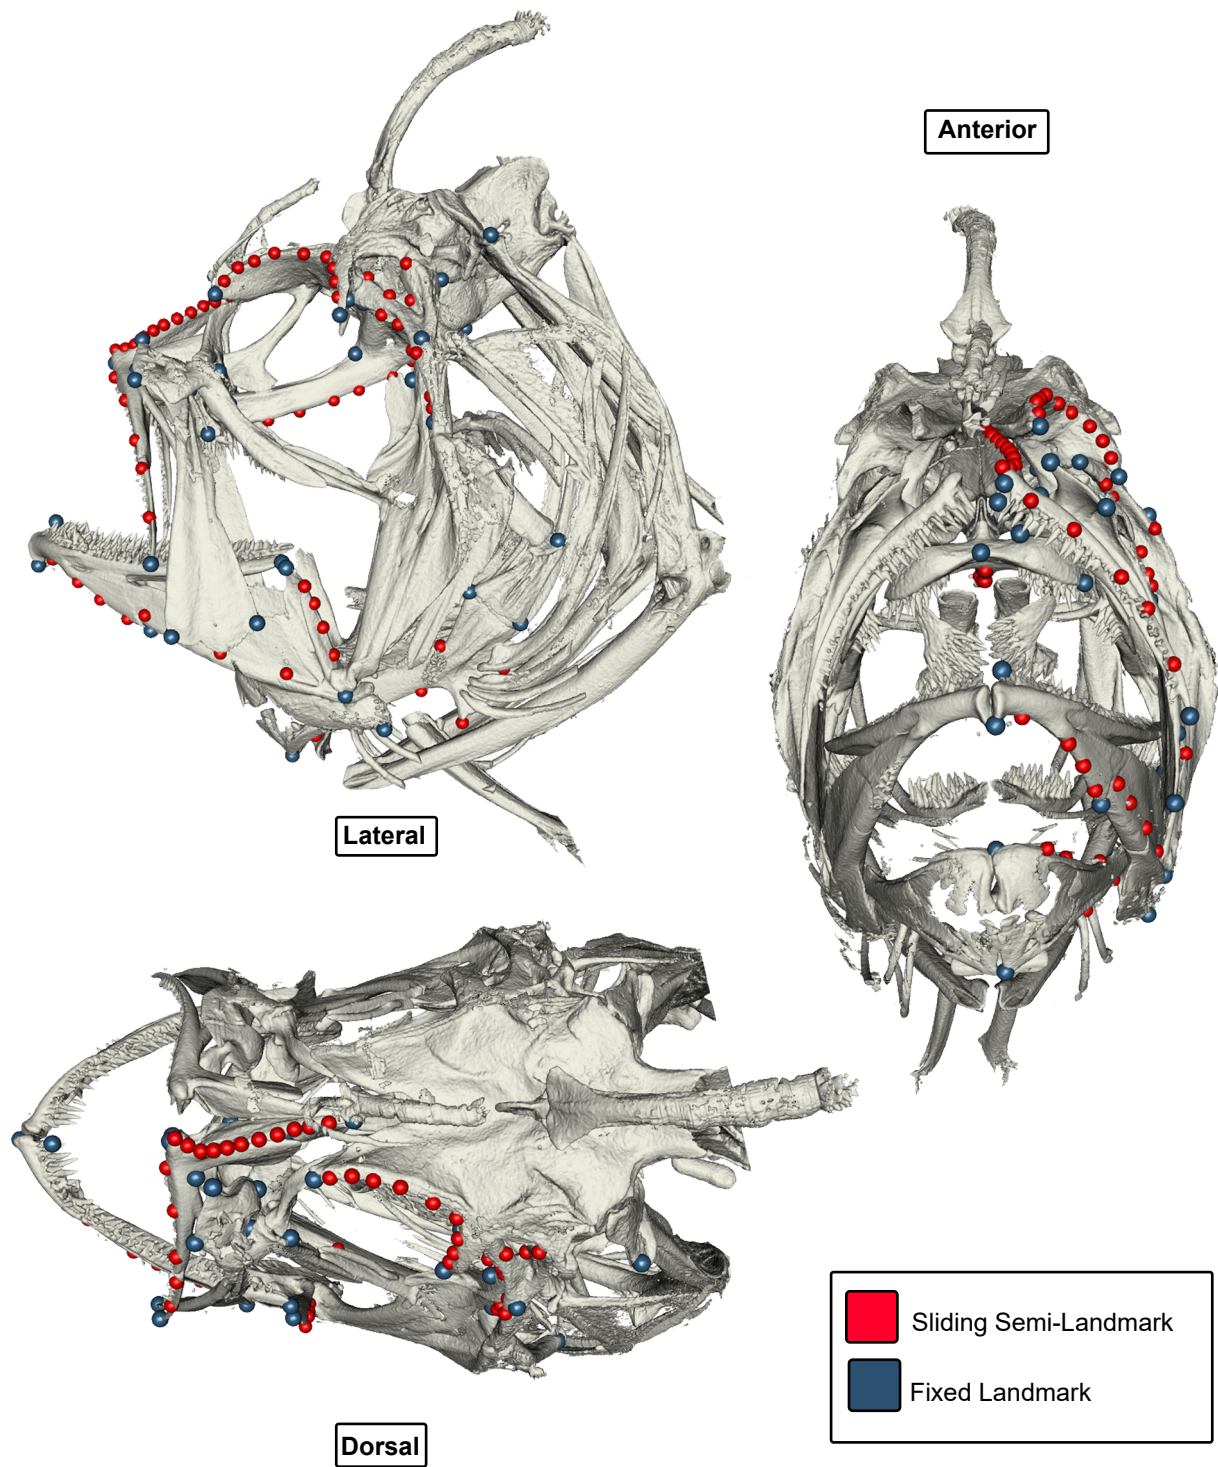 Anterior
Lateral
Sliding Semi-Landmark
Fixed Landmark
Dorsal